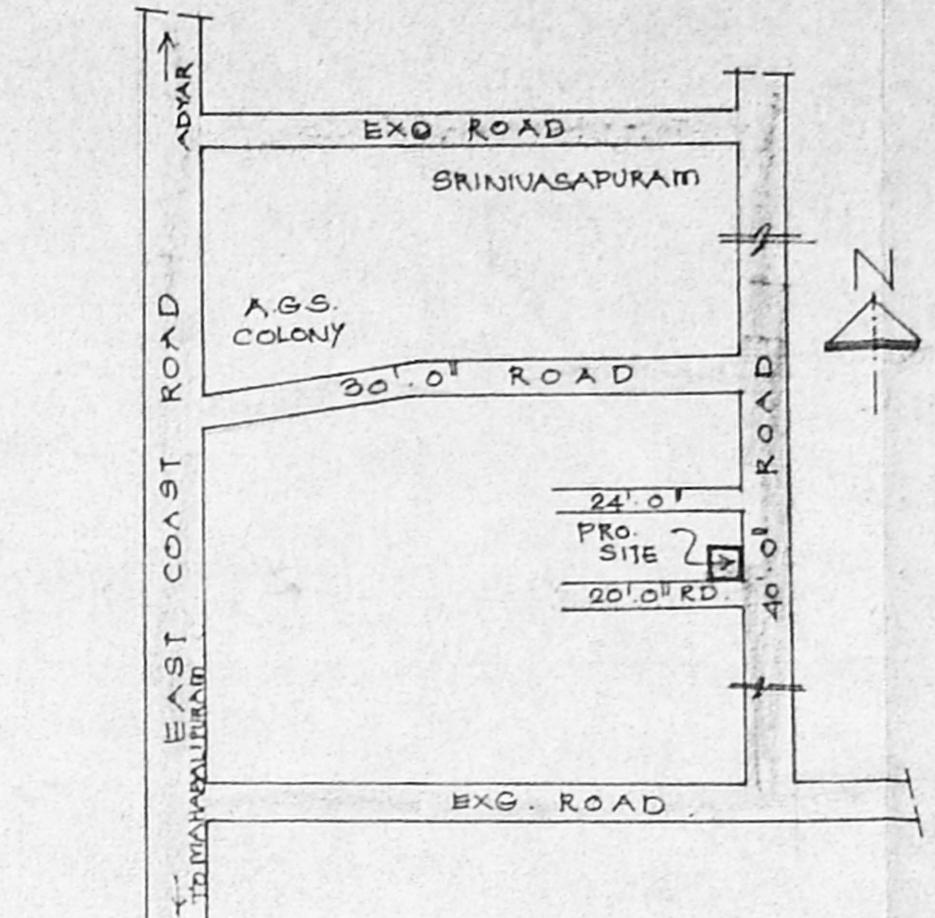 ADYAR
EXO. ROAD
SRINIVASAPURAM
N
A.G.S.
COLONY
30'.0" ROAD
EAST COAST ROAD
40'.0" ROAD
24'.0"
PRO.
SITE
20'.0" RD.
EXG. ROAD
TO MAHABALIPURAM